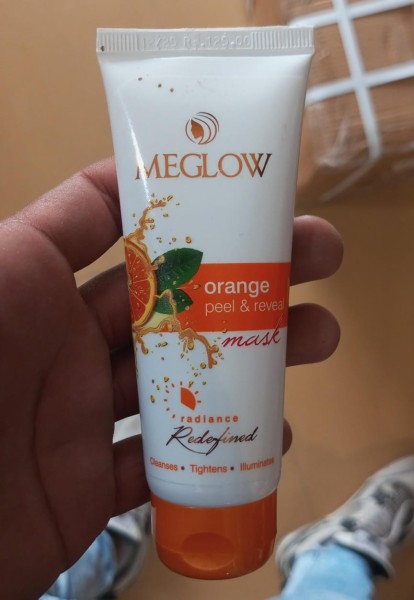 MEGLOW
orange
peel & reveal
mask
radiance
Redefined
Cleanses • Tightens • Illuminates